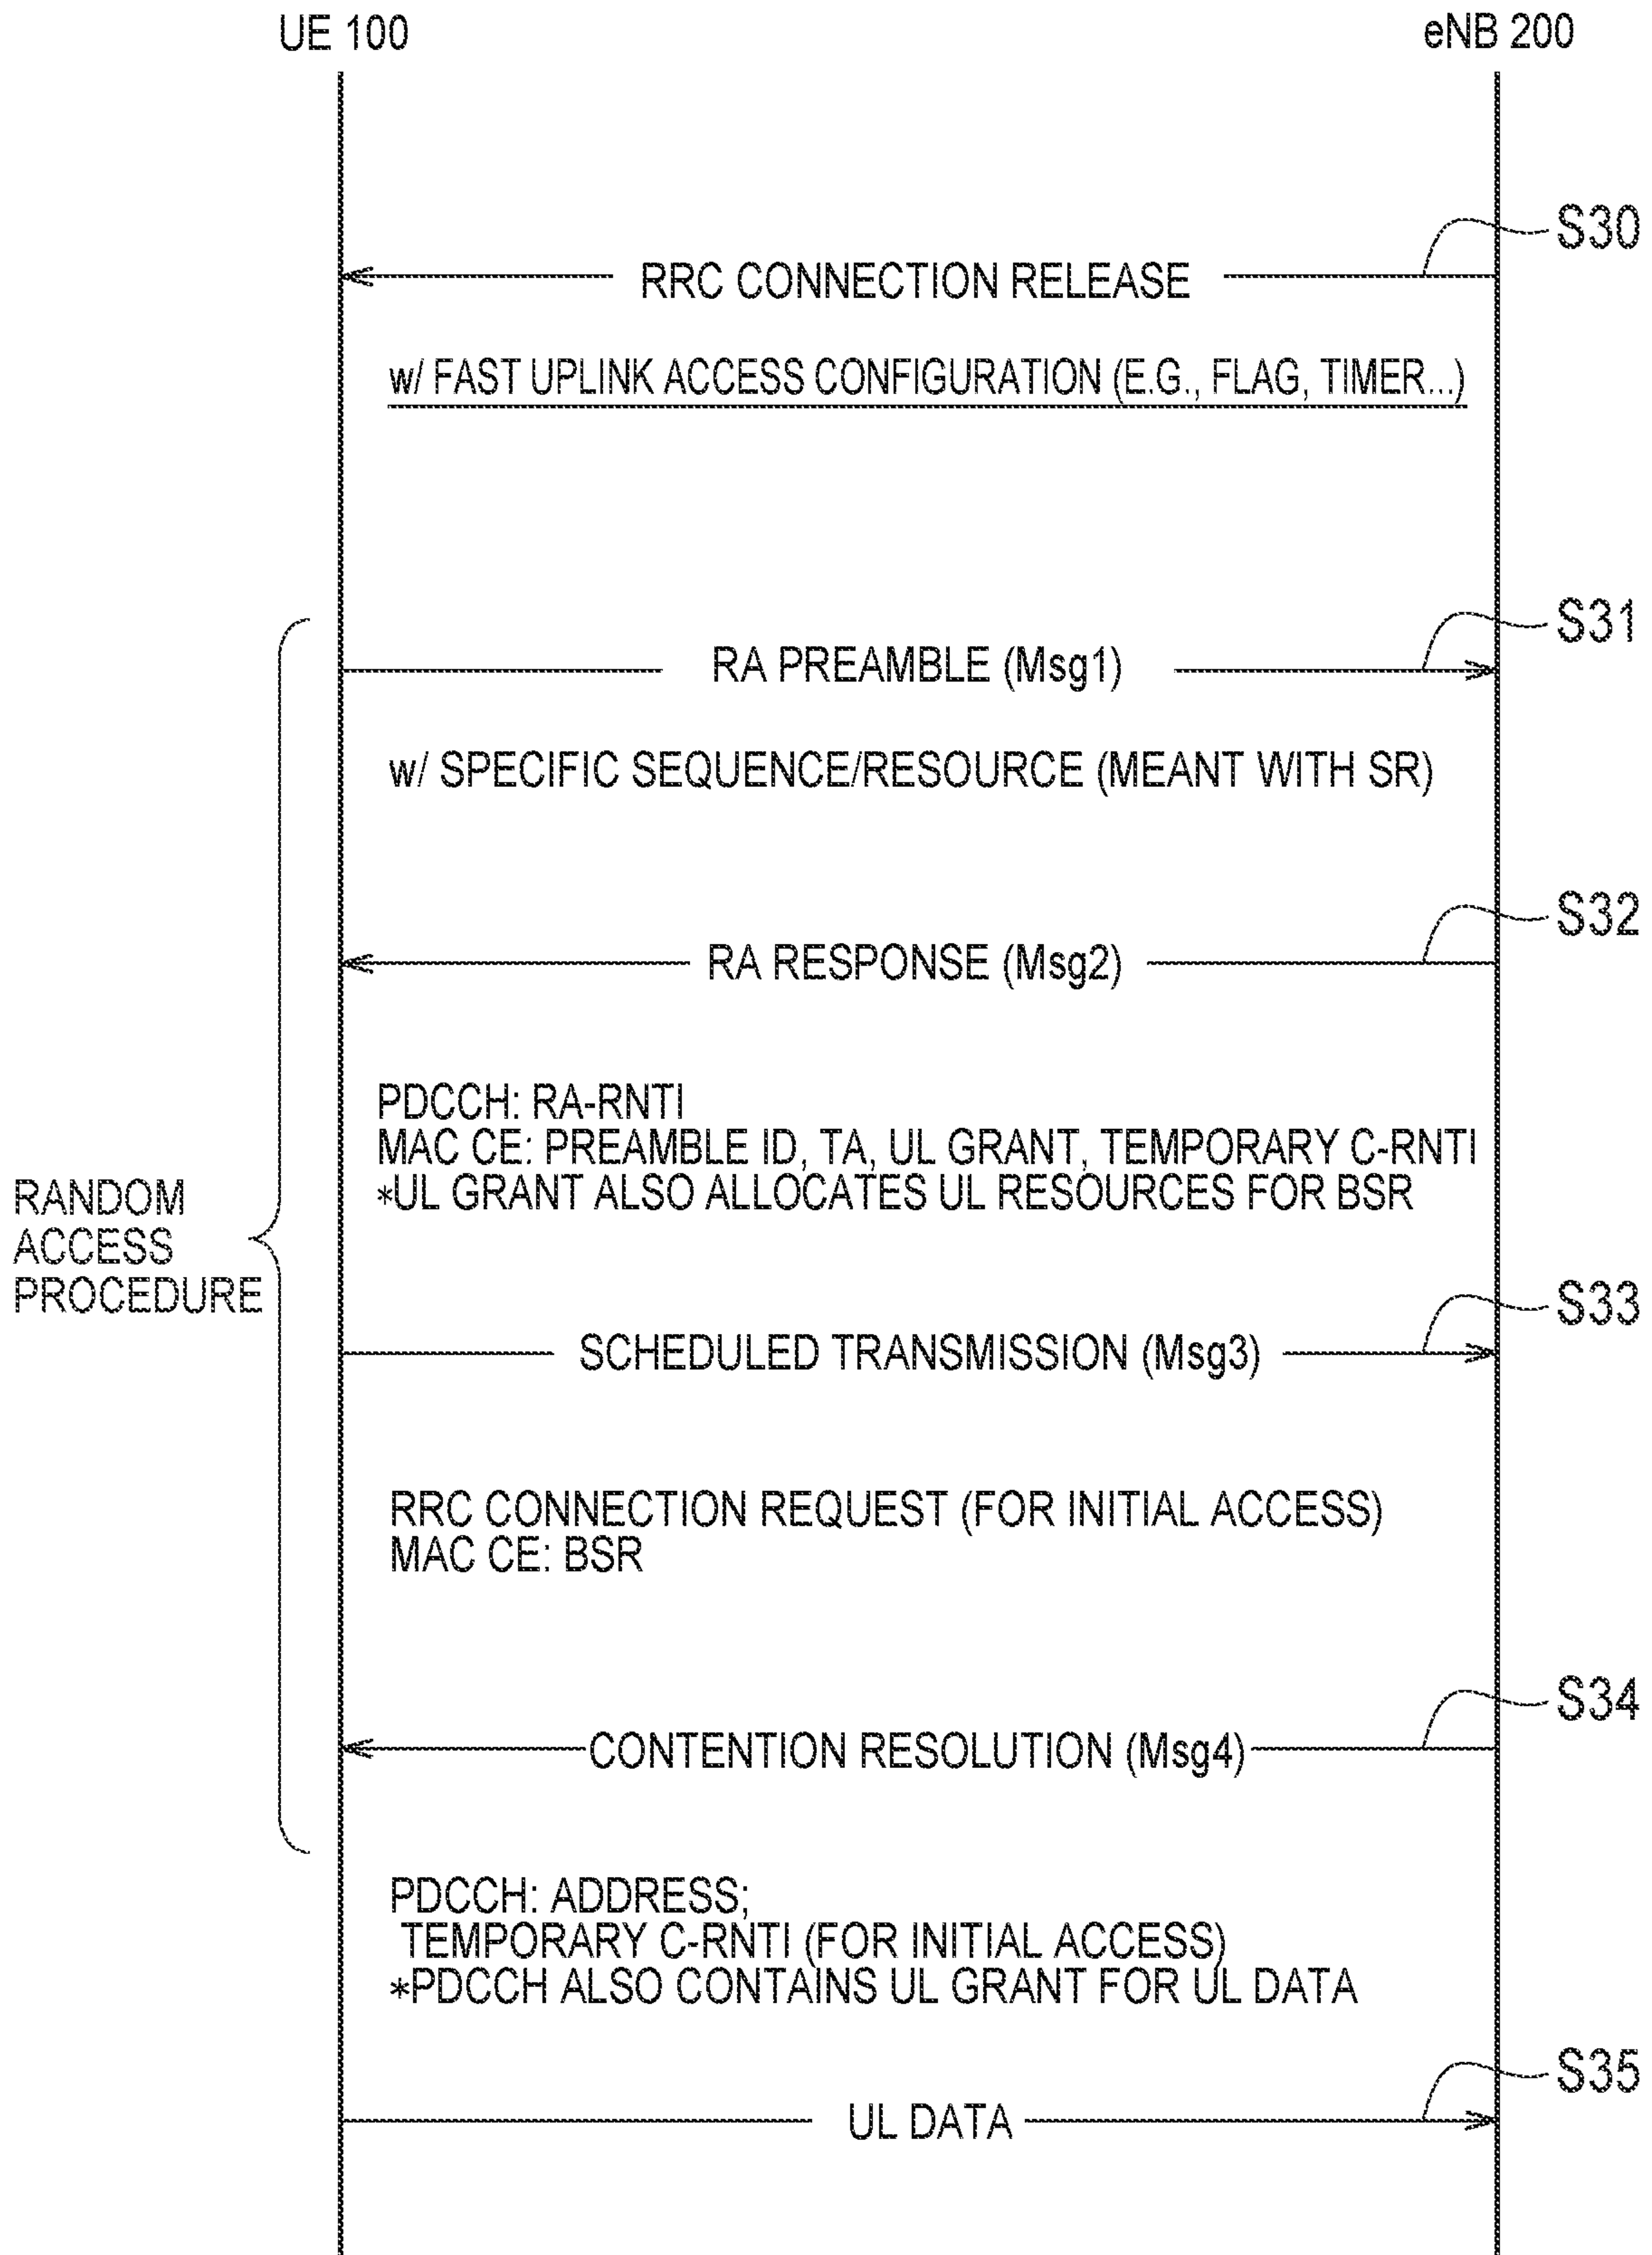 UE 100
eNB 200
S30
RRC CONNECTION RELEASE
w/ FAST UPLINK ACCESS CONFIGURATION (E.G., FLAG, TIMER...)
S31
RA PREAMBLE (Msg1)
w/ SPECIFIC SEQUENCE/RESOURCE (MEANT WITH SR)
S32
RA RESPONSE (Msg2)
PDCCH: RA-RNTI
MAC CE: PREAMBLE ID, TA, UL GRANT, TEMPORARY C-RNTI
*UL GRANT ALSO ALLOCATES UL RESOURCES FOR BSR
RANDOM
ACCESS
PROCEDURE
S33
SCHEDULED TRANSMISSION (Msg3)
RRC CONNECTION REQUEST (FOR INITIAL ACCESS)
MAC CE: BSR
S34
CONTENTION RESOLUTION (Msg4)
PDCCH: ADDRESS;
TEMPORARY C-RNTI (FOR INITIAL ACCESS)
*PDCCH ALSO CONTAINS UL GRANT FOR UL DATA
S35
UL DATA